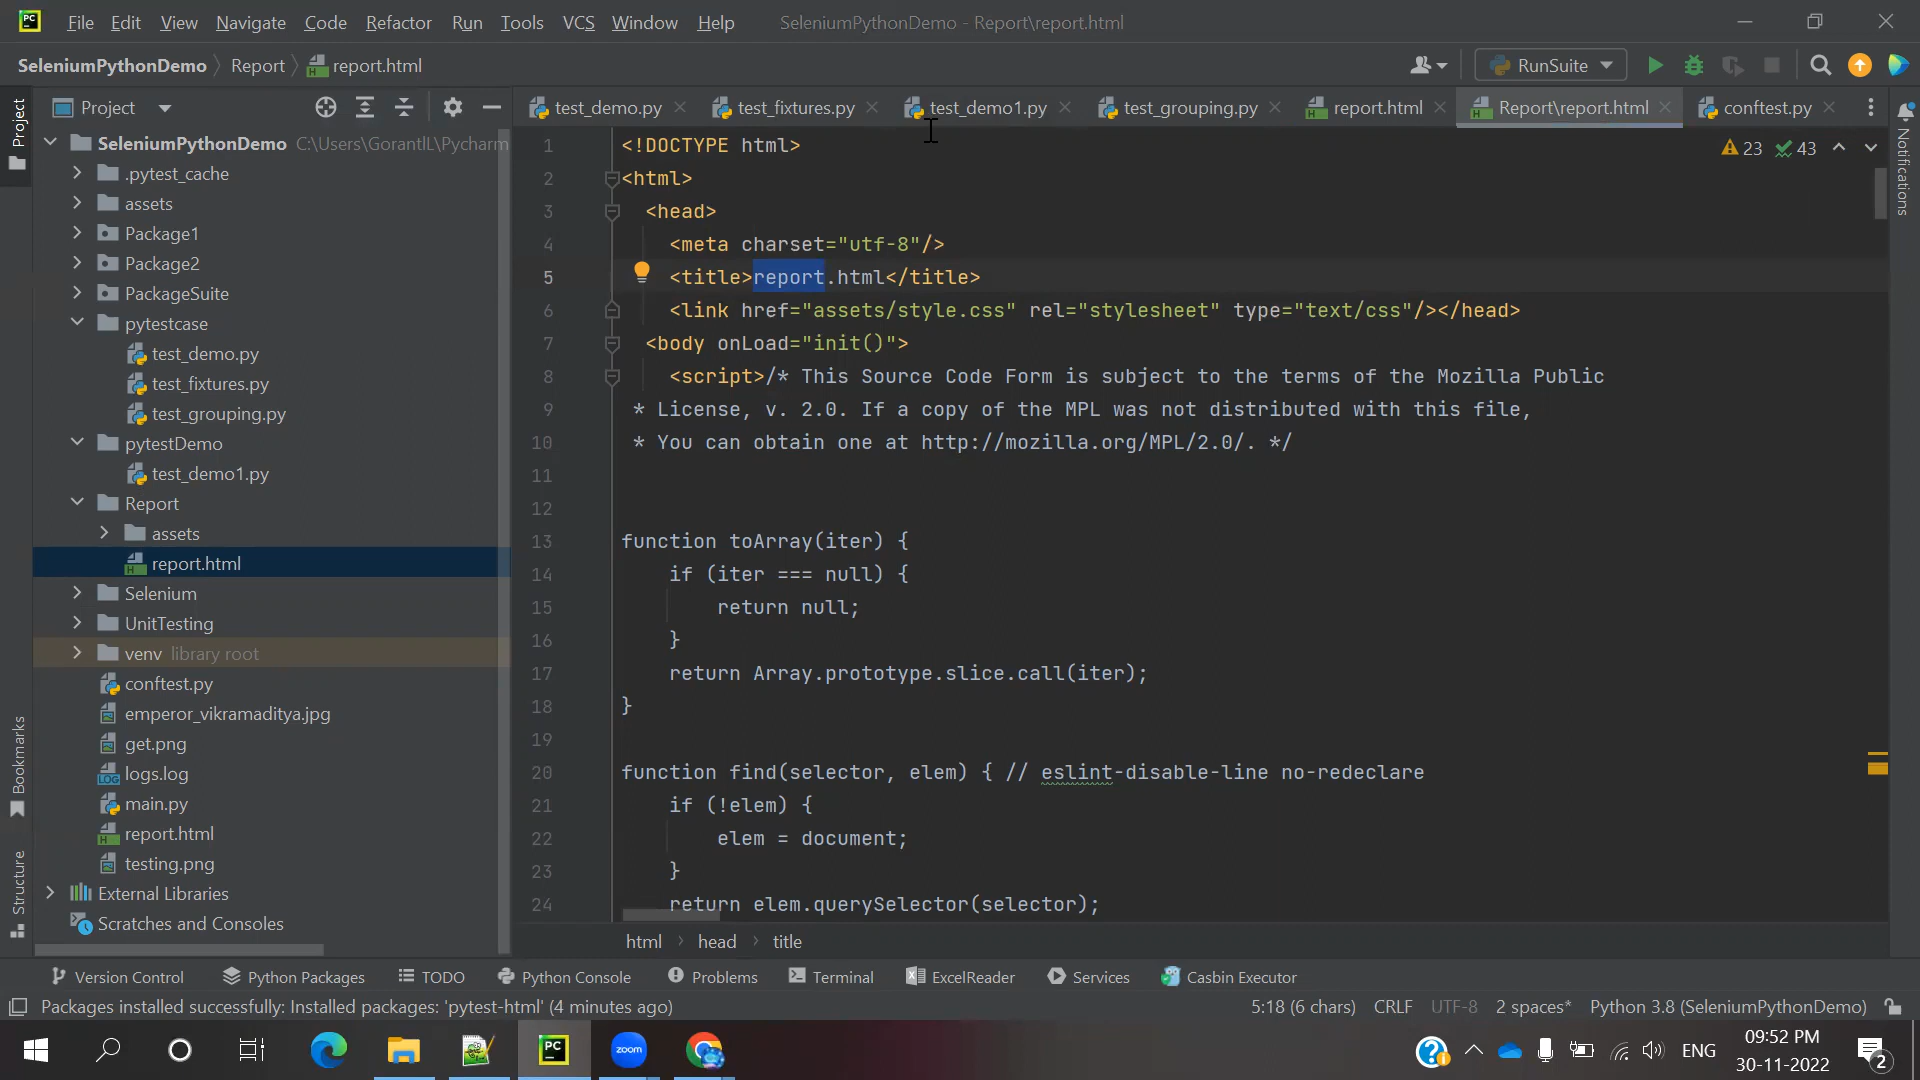 PC File Edit View Navigate Code Refactor Run Tools VCS Window Help SeleniumPythonDemo - Report\report.html
SeleniumPythonDemo Report report.html RunSuite
Project
test_demo.py test_fixtures.py test_demo1.py test_grouping.py report.html Report\report.html conftest.py
SeleniumPythonDemo C:\Users\GorantlL\Pycharm
.pytest_cache
assets
Package1
Package2
PackageSuite
pytestcase
test_demo.py
test_fixtures.py
test_grouping.py
pytestDemo
test_demo1.py
Report
assets
report.html
Selenium
UnitTesting
venv library root
conftest.py
emperor_vikramaditya.jpg
get.png
logs.log
main.py
report.html
testing.png
External Libraries
Scratches and Consoles
Project
Bookmarks
Structure
1 <!DOCTYPE html>
2 <html>
3 <head>
4 <meta charset="utf-8"/>
5 <title>report.html</title>
6 <link href="assets/style.css" rel="stylesheet" type="text/css"/></head>
7 <body onLoad="init()">
8 <script>/* This Source Code Form is subject to the terms of the Mozilla Public
9 * License, v. 2.0. If a copy of the MPL was not distributed with this file,
10 * You can obtain one at http://mozilla.org/MPL/2.0/. */
11
12
13 function toArray(iter) {
14 if (iter === null) {
15 return null;
16 }
17 return Array.prototype.slice.call(iter);
18 }
19
20 function find(selector, elem) { // eslint-disable-line no-redeclare
21 if (!elem) {
22 elem = document;
23 }
24 return elem.querySelector(selector);
23 43
Notifications
html head title
Version Control Python Packages TODO Python Console Problems Terminal ExcelReader Services Casbin Executor
Packages installed successfully: Installed packages: 'pytest-html' (4 minutes ago) 5:18 (6 chars) CRLF UTF-8 2 spaces* Python 3.8 (SeleniumPythonDemo)
PC zoom ENG 09:52 PM
30-11-2022 2